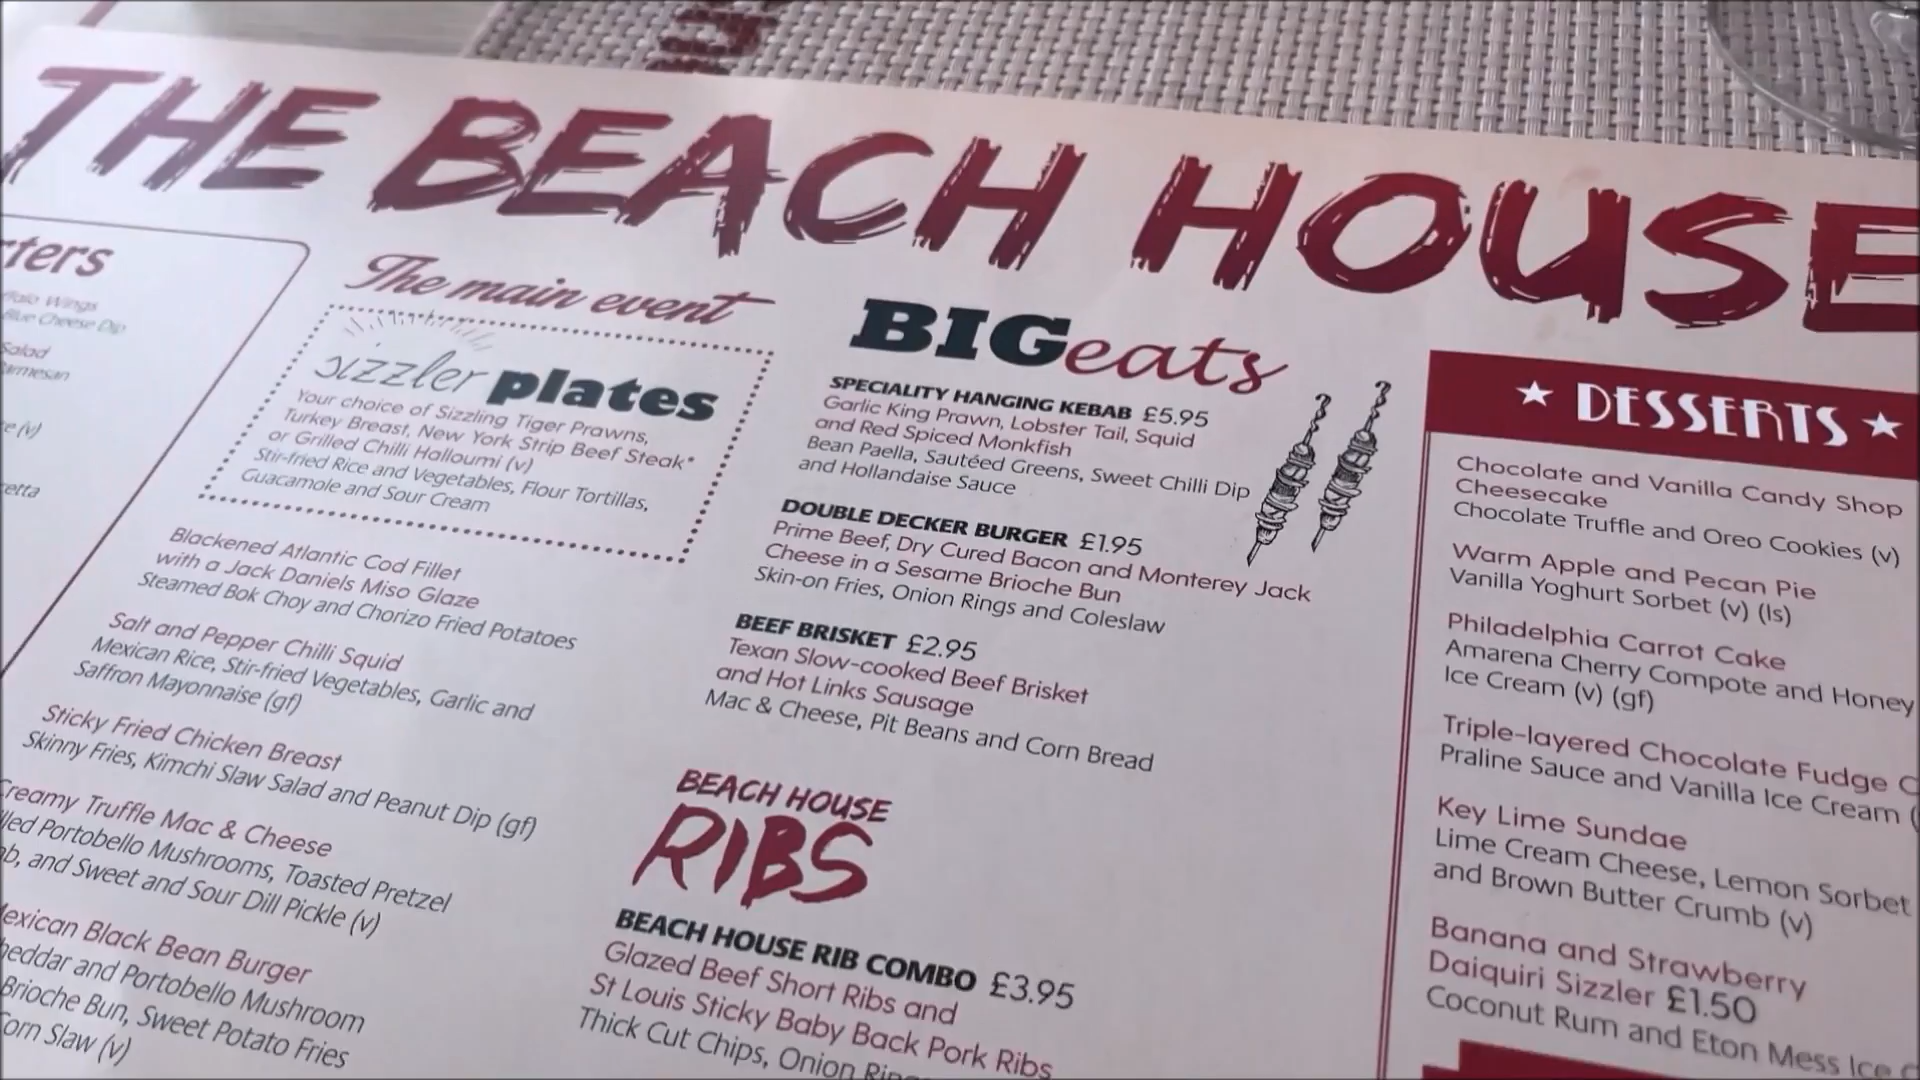 THE BEACH HOUSE
rters
Wings
Blue Cheese Dip
Salad
(v)
The main event
sizzler plates
Your choice of Sizzling Tiger Prawns,
Turkey Breast, New York Strip Beef Steak*
or Grilled Chilli Halloumi (v)
Stir-fried Rice and Vegetables, Flour Tortillas,
Guacamole and Sour Cream
Blackened Atlantic Cod Fillet
with a Jack Daniels Miso Glaze
Steamed Bok Choy and Chorizo Fried Potatoes
Salt and Pepper Chilli Squid
Mexican Rice, Stir-fried Vegetables, Garlic and
Saffron Mayonnaise (gf)
Sticky Fried Chicken Breast
Skinny Fries, Kimchi Slaw Salad and Peanut Dip (gf)
Creamy Truffle Mac & Cheese
lled Portobello Mushrooms, Toasted Pretzel
b, and Sweet and Sour Dill Pickle (v)
Mexican Black Bean Burger
heddar and Portobello Mushroom
Brioche Bun, Sweet Potato Fries
Corn Slaw (v)
BIG eats
SPECIALITY HANGING KEBAB £5.95
Garlic King Prawn, Lobster Tail, Squid
and Red Spiced Monkfish
Bean Paella, Sautéed Greens, Sweet Chilli Dip
and Hollandaise Sauce
DOUBLE DECKER BURGER £1.95
Prime Beef, Dry Cured Bacon and Monterey Jack
Cheese in a Sesame Brioche Bun
Skin-on Fries, Onion Rings and Coleslaw
BEEF BRISKET £2.95
Texan Slow-cooked Beef Brisket
and Hot Links Sausage
Mac & Cheese, Pit Beans and Corn Bread
BEACH HOUSE
RIBS
BEACH HOUSE RIB COMBO £3.95
Glazed Beef Short Ribs and
St Louis Sticky Baby Back Pork Ribs
Thick Cut Chips, Onion Ring
★ DESSERTS ★
Chocolate and Vanilla Candy Shop
Cheesecake
Chocolate Truffle and Oreo Cookies (v)
Warm Apple and Pecan Pie
Vanilla Yoghurt Sorbet (v) (ls)
Philadelphia Carrot Cake
Amarena Cherry Compote and Honey
Ice Cream (v) (gf)
Triple-layered Chocolate Fudge C
Praline Sauce and Vanilla Ice Cream (
Key Lime Sundae
Lime Cream Cheese, Lemon Sorbet
and Brown Butter Crumb (v)
Banana and Strawberry
Daiquiri Sizzler £1.50
Coconut Rum and Eton Mess Ice C